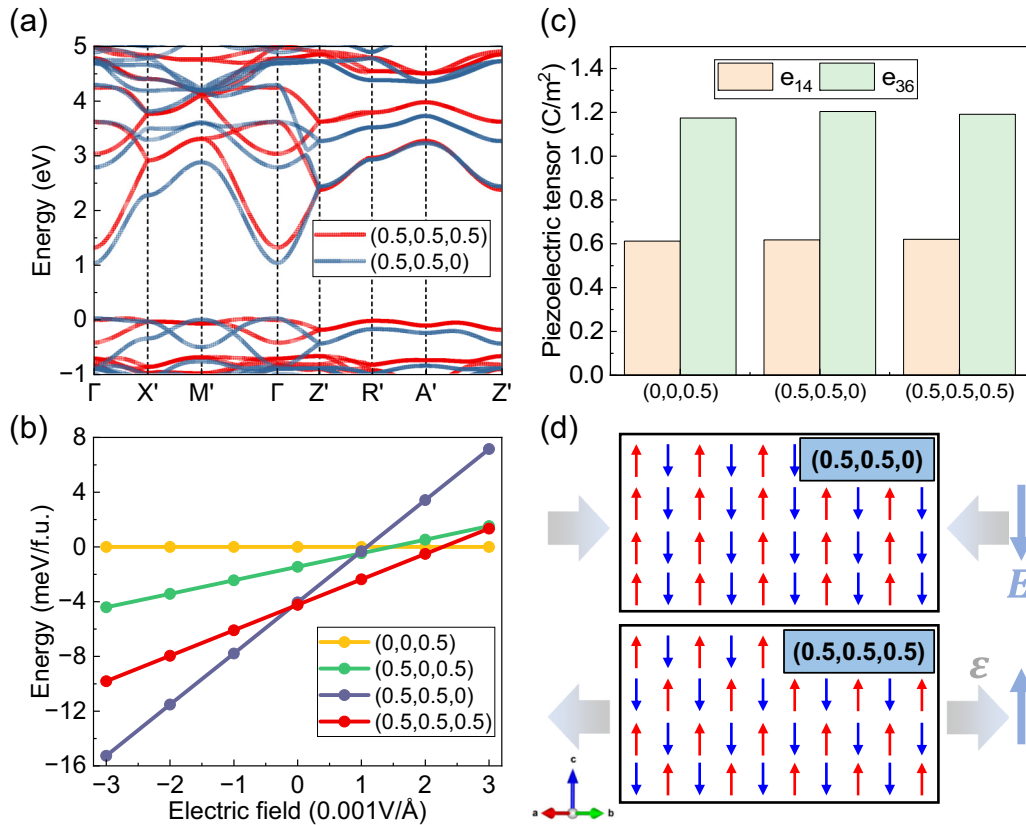 (a)
5
4
3
2
1
0
−1
Energy (eV)
(0.5,0.5,0.5)
(0.5,0.5,0)
Γ X' M' Γ Z' R' A' Z'
(c)
1.4
1.2
1.0
0.8
0.6
0.4
0.2
0.0
Piezoelectric tensor (C/m²)
e₁₄ e₃₆
(0,0,0.5) (0.5,0.5,0) (0.5,0.5,0.5)
(b)
8
4
0
−4
−8
−12
−16
Energy (meV/f.u.)
(0,0,0.5)
(0.5,0,0.5)
(0.5,0.5,0)
(0.5,0.5,0.5)
−3 −2 −1 0 1 2 3
Electric field (0.001V/Å)
(d)
(0.5,0.5,0)
E
(0.5,0.5,0.5)
ε
c
a b